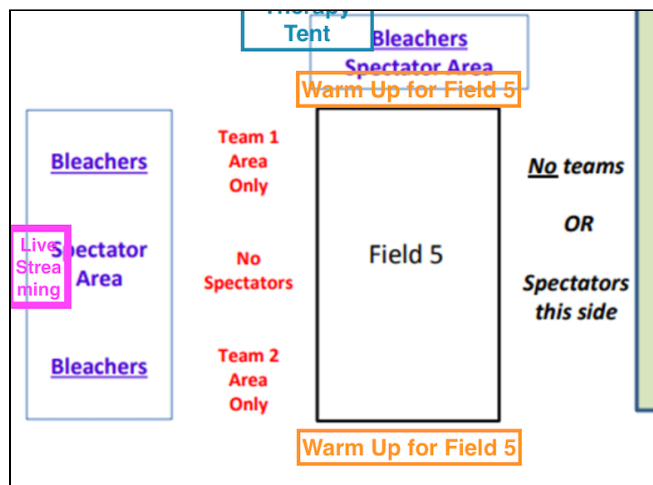 Therapy
Tent
Bleachers
Spectator Area
Warm Up for Field 5
Bleachers
Spectator
Area
Bleachers
Live
Strea
ming
Team 1
Area
Only
No
Spectators
Team 2
Area
Only
Field 5
No teams
OR
Spectators
this side
Warm Up for Field 5